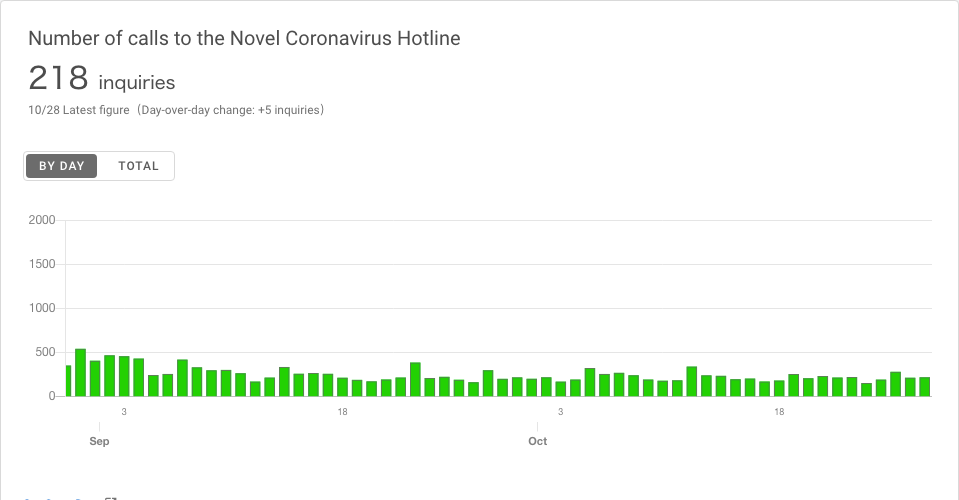 Number of calls to the Novel Coronavirus Hotline
218 inquiries
10/28 Latest figure（Day-over-day change: +5 inquiries）
BY DAY TOTAL
2000
1500
1000
500
0
3 18 3 18
Sep Oct